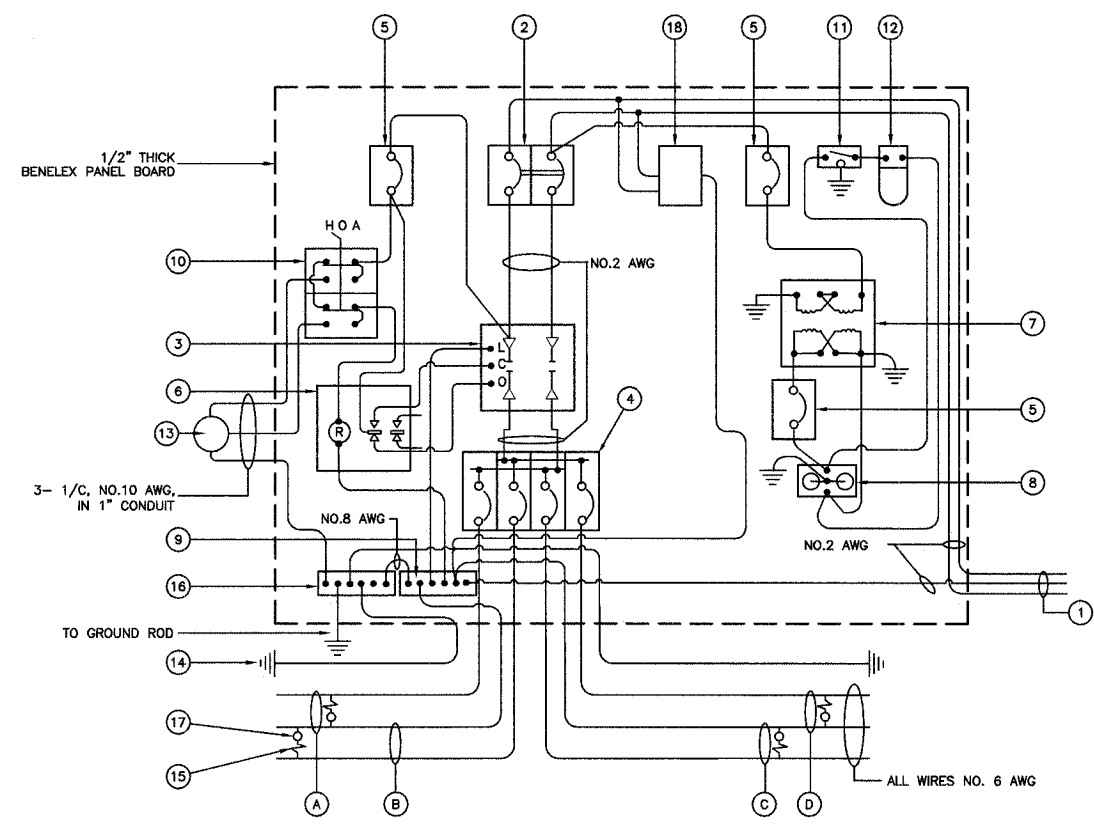 5
2
18
5
11
12
1/2" THICK
BENELEX PANEL BOARD
H O A
10
NO.2 AWG
3
L
C
O
7
6
4
5
13
R
3- 1/C, NO.10 AWG,
IN 1" CONDUIT
8
NO.8 AWG
9
NO.2 AWG
16
1
TO GROUND ROD
14
17
15
ALL WIRES NO. 6 AWG
A
B
C
D